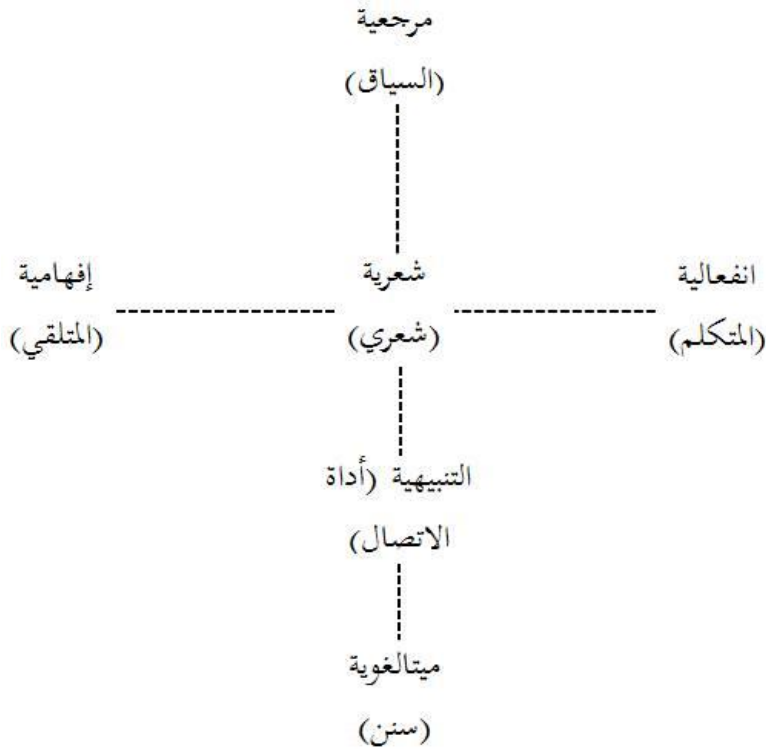 مرجعية
(السياق)
انفعالية شعرية إفهامية
(المتكلم) (شعري) (المتلقي)
التنبيهية (أداة
الاتصال)
ميتالغوية
(سنن)